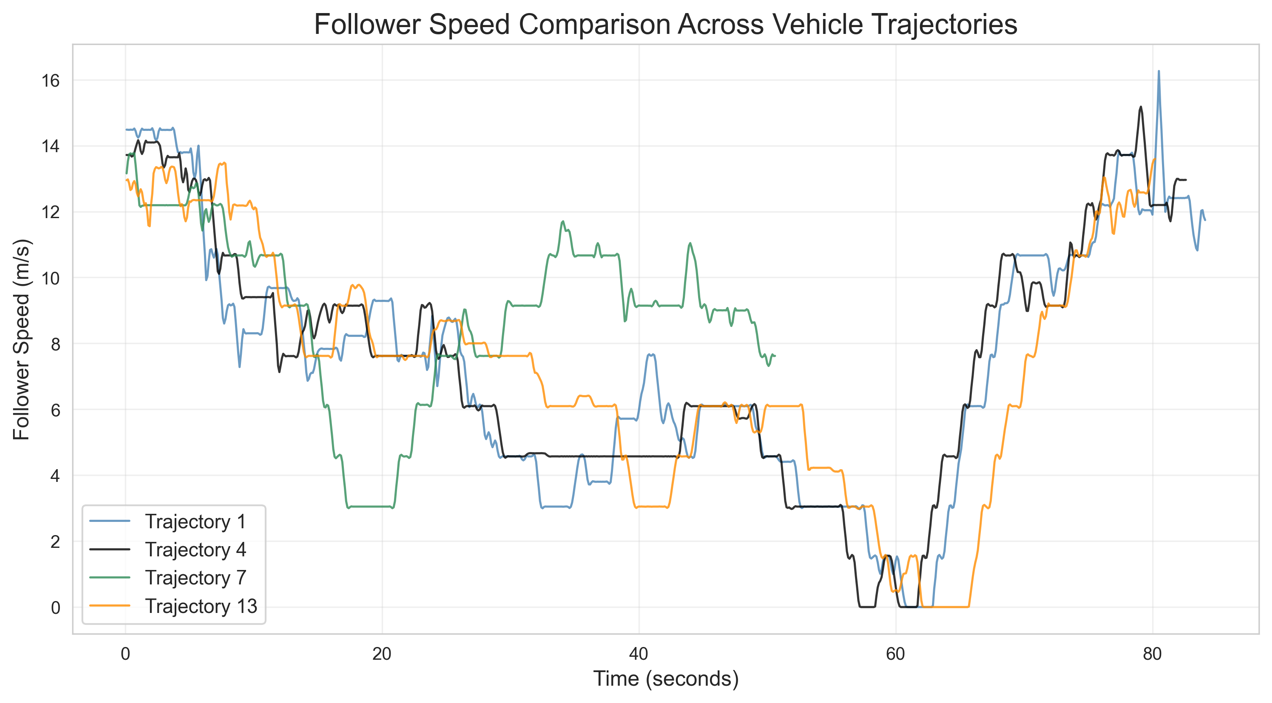 Follower Speed Comparison Across Vehicle Trajectories
Follower Speed (m/s)
16
14
12
10
8
6
4
2
0
Trajectory 1
Trajectory 4
Trajectory 7
Trajectory 13
0
20
40
60
80
Time (seconds)